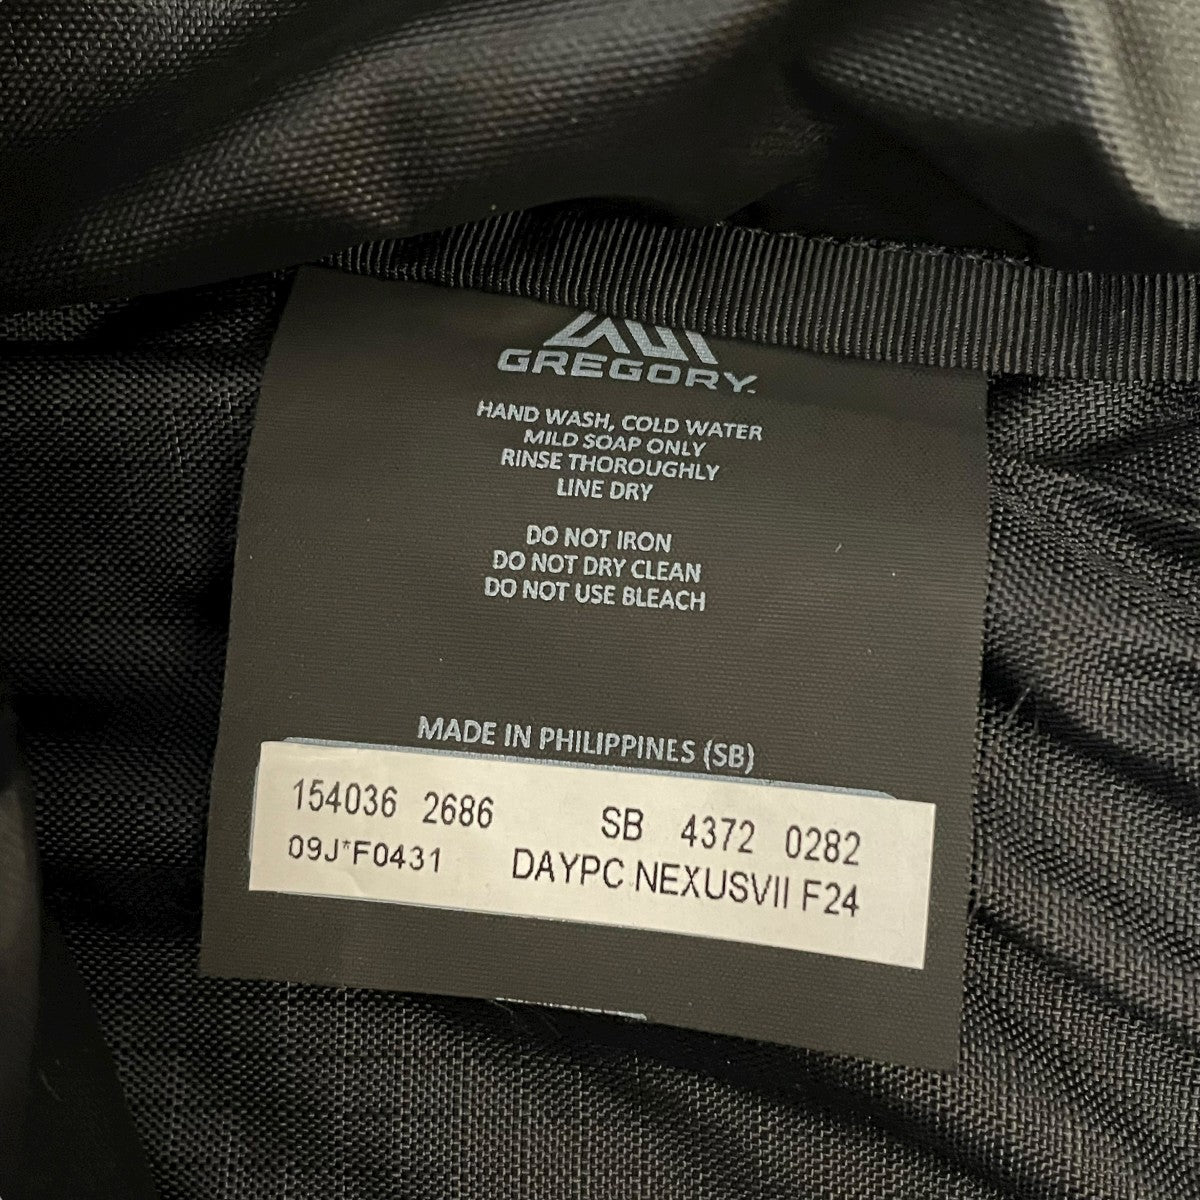 GREGORY.
HAND WASH, COLD WATER
MILD SOAP ONLY
RINSE THOROUGHLY
LINE DRY
DO NOT IRON
DO NOT DRY CLEAN
DO NOT USE BLEACH
MADE IN PHILIPPINES (SB)
154036 2686 SB 4372 0282
09J*F0431 DAYPC NEXUSVII F24